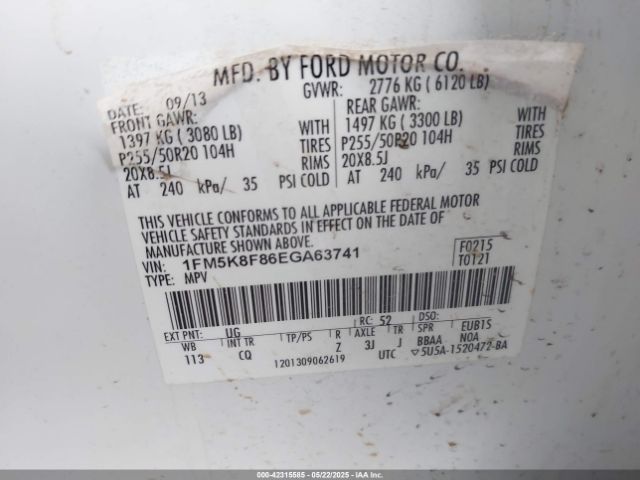 MFD. BY FORD MOTOR CO.
DATE: 09/13 GVWR: 2776 KG ( 6120 LB)
FRONT GAWR: REAR GAWR:
1397 KG ( 3080 LB) WITH 1497 KG ( 3300 LB) WITH
P255/50R20 104H TIRES P255/50R20 104H TIRES
20X8.5J RIMS 20X8.5J RIMS
AT 240 kPa/ 35 PSI COLD AT 240 kPa/ 35 PSI COLD
THIS VEHICLE CONFORMS TO ALL APPLICABLE FEDERAL MOTOR
VEHICLE SAFETY STANDARDS IN EFFECT ON THE DATE OF
MANUFACTURE SHOWN ABOVE.
VIN: 1FM5K8F86EGA63741 F0215
TYPE: MPV T0121
EXT PNT: UG RC: 52 DSO:
WB INT TR TP/PS R AXLE TR SPR EUB1S
113 CQ Z 3J J BBAA NOA
1201309062619 UTC ▽5U5A-1520472-BA
000-42315585 - 05/22/2025 - IAA, Inc.